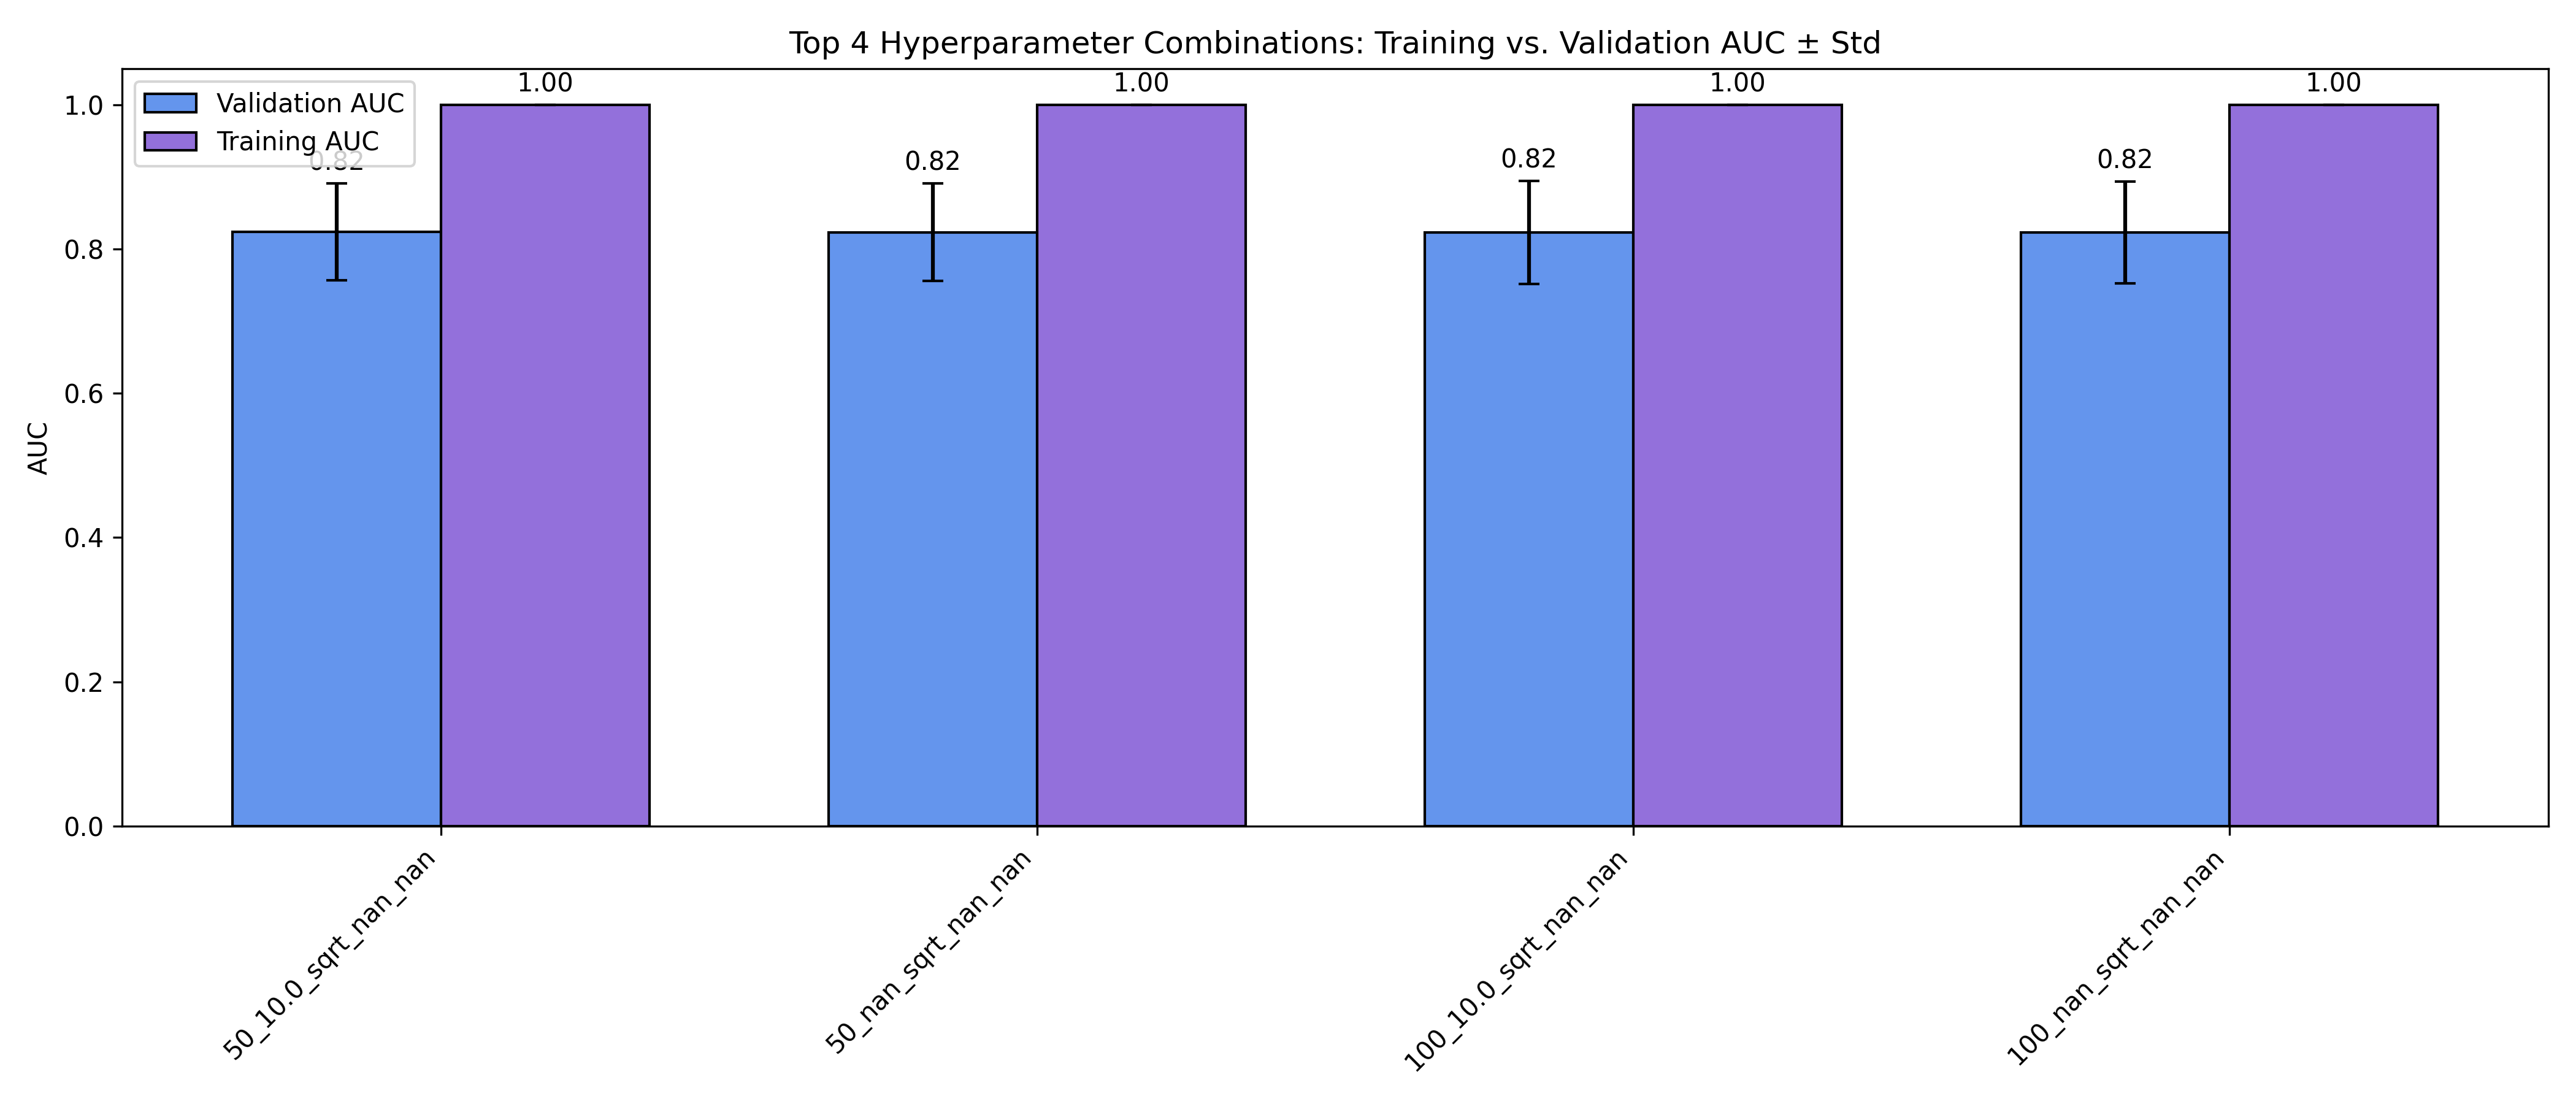 Top 4 Hyperparameter Combinations: Training vs. Validation AUC ± Std
Validation AUC
Training AUC
1.00
1.00
1.00
1.00
0.82
0.82
0.82
0.82
AUC
1.0
0.8
0.6
0.4
0.2
0.0
50_10.0_sqrt_nan_nan
50_nan_sqrt_nan_nan
100_10.0_sqrt_nan_nan
100_nan_sqrt_nan_nan